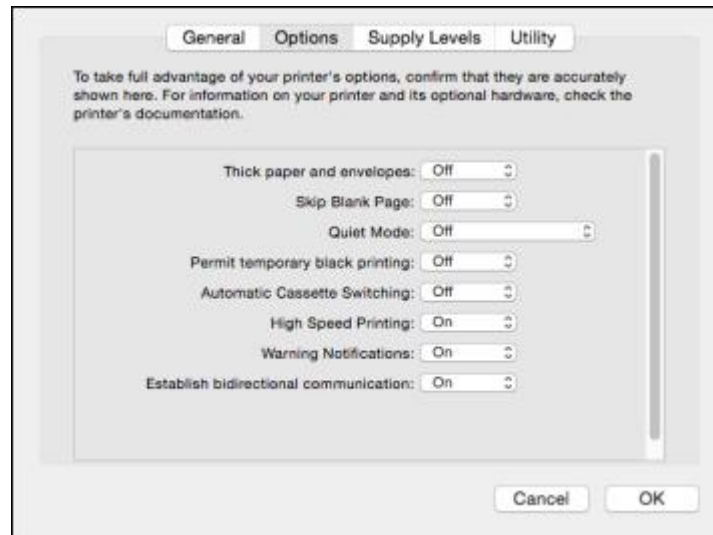 General Options Supply Levels Utility
To take full advantage of your printer's options, confirm that they are accurately
shown here. For information on your printer and its optional hardware, check the
printer's documentation.
Thick paper and envelopes: Off
Skip Blank Page: Off
Quiet Mode: Off
Permit temporary black printing: Off
Automatic Cassette Switching: Off
High Speed Printing: On
Warning Notifications: On
Establish bidirectional communication: On
Cancel OK